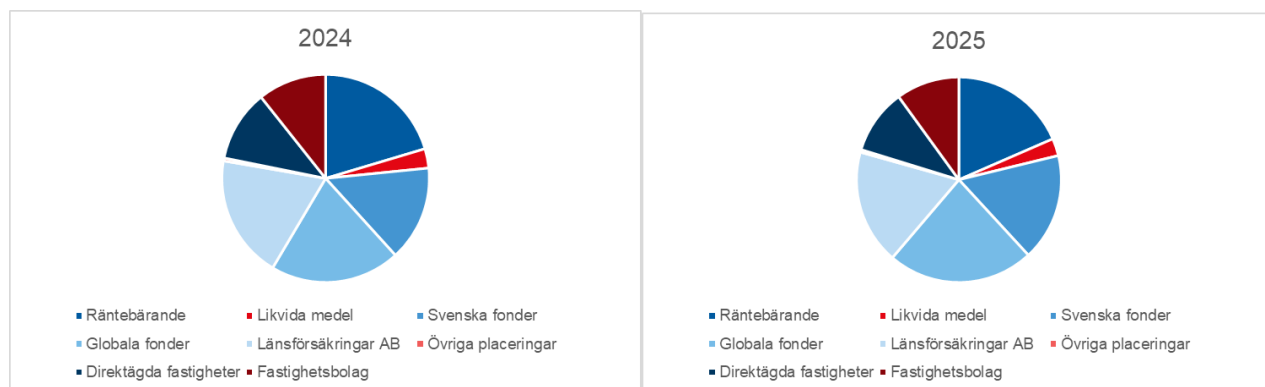 2024
Räntebärande Likvida medel Svenska fonder
Globala fonder Länsförsäkringar AB Övriga placeringar
Direktägda fastigheter Fastighetsbolag
2025
Räntebärande Likvida medel Svenska fonder
Globala fonder Länsförsäkringar AB Övriga placeringar
Direktägda fastigheter Fastighetsbolag